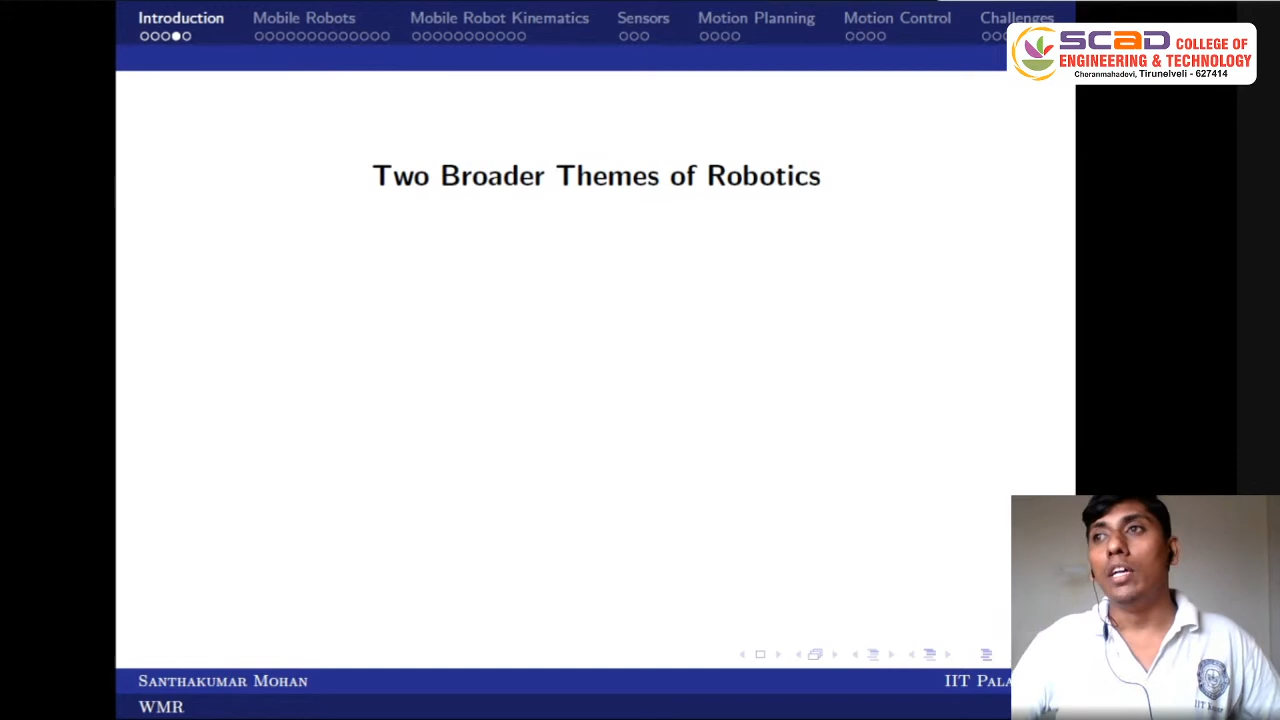 Introduction
Mobile Robots
Mobile Robot Kinematics
Sensors
Motion Planning
Motion Control
Challenges
SCAD COLLEGE OF
ENGINEERING & TECHNOLOGY
Cheranmahadevi, Tirunelveli - 627414
Two Broader Themes of Robotics
SANTHAKUMAR MOHAN
IIT PALA
WMR